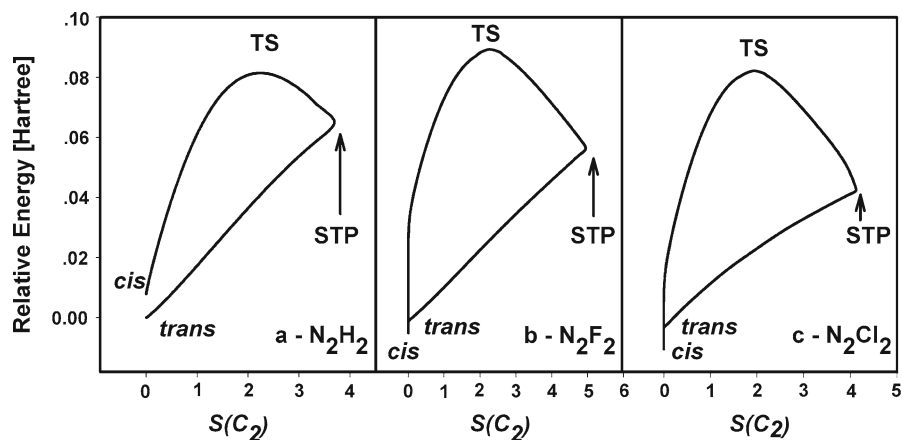 Relative Energy [Hartree]
.10
.08
.06
.04
.02
0.00
TS
STP
cis
trans
a - N₂H₂
0 1 2 3 4
S(C₂)
TS
STP
trans
cis
b - N₂F₂
0 1 2 3 4 5 6
S(C₂)
TS
STP
trans
cis
c - N₂Cl₂
0 1 2 3 4 5
S(C₂)